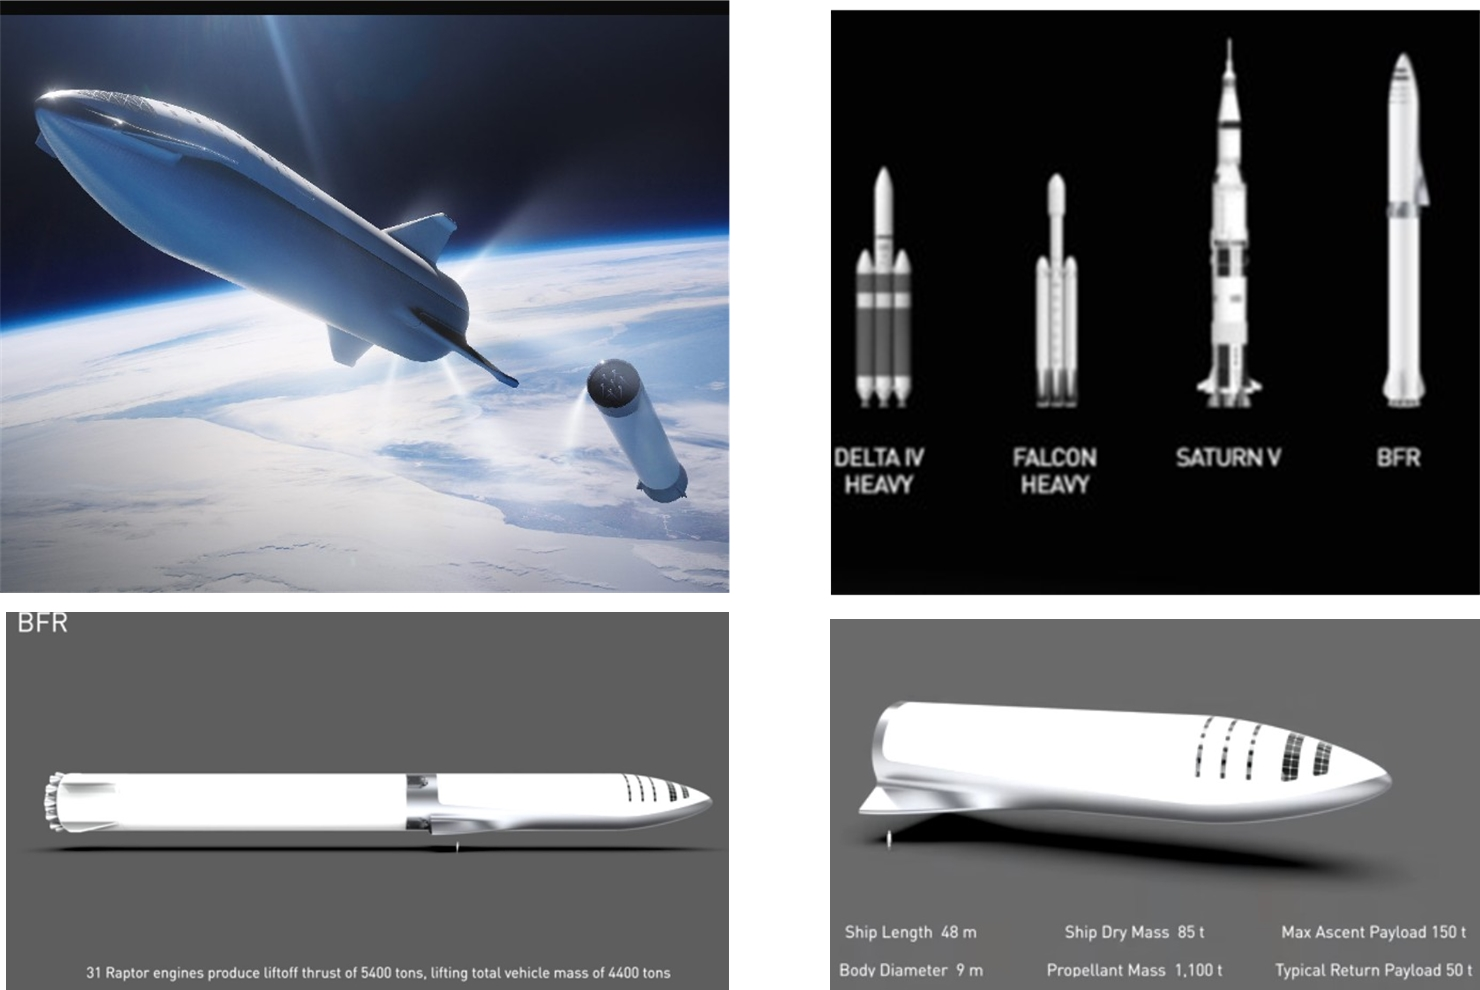 DELTA IV
HEAVY
FALCON
HEAVY
SATURN V
BFR
BFR
31 Raptor engines produce liftoff thrust of 5400 tons, lifting total vehicle mass of 4400 tons
Ship Length 48 m
Ship Dry Mass 85 t
Max Ascent Payload 150 t
Body Diameter 9 m
Propellant Mass 1,100 t
Typical Return Payload 50 t